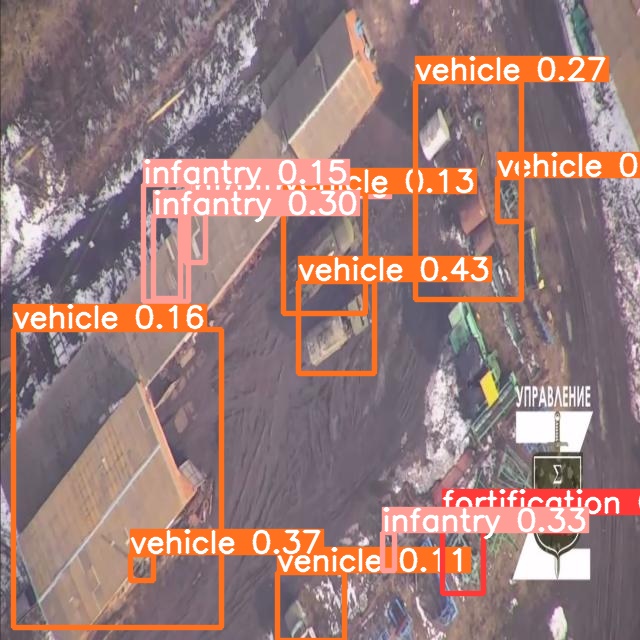 vehicle 0.27
vehicle 0
infantry 0.15
cle 0.13
infantry 0.30
vehicle 0.43
vehicle 0.16
УПРАВЛЕНИЕ
Σ
fortification
infantry 0.33
vehicle 0.37
vehicle 0.11